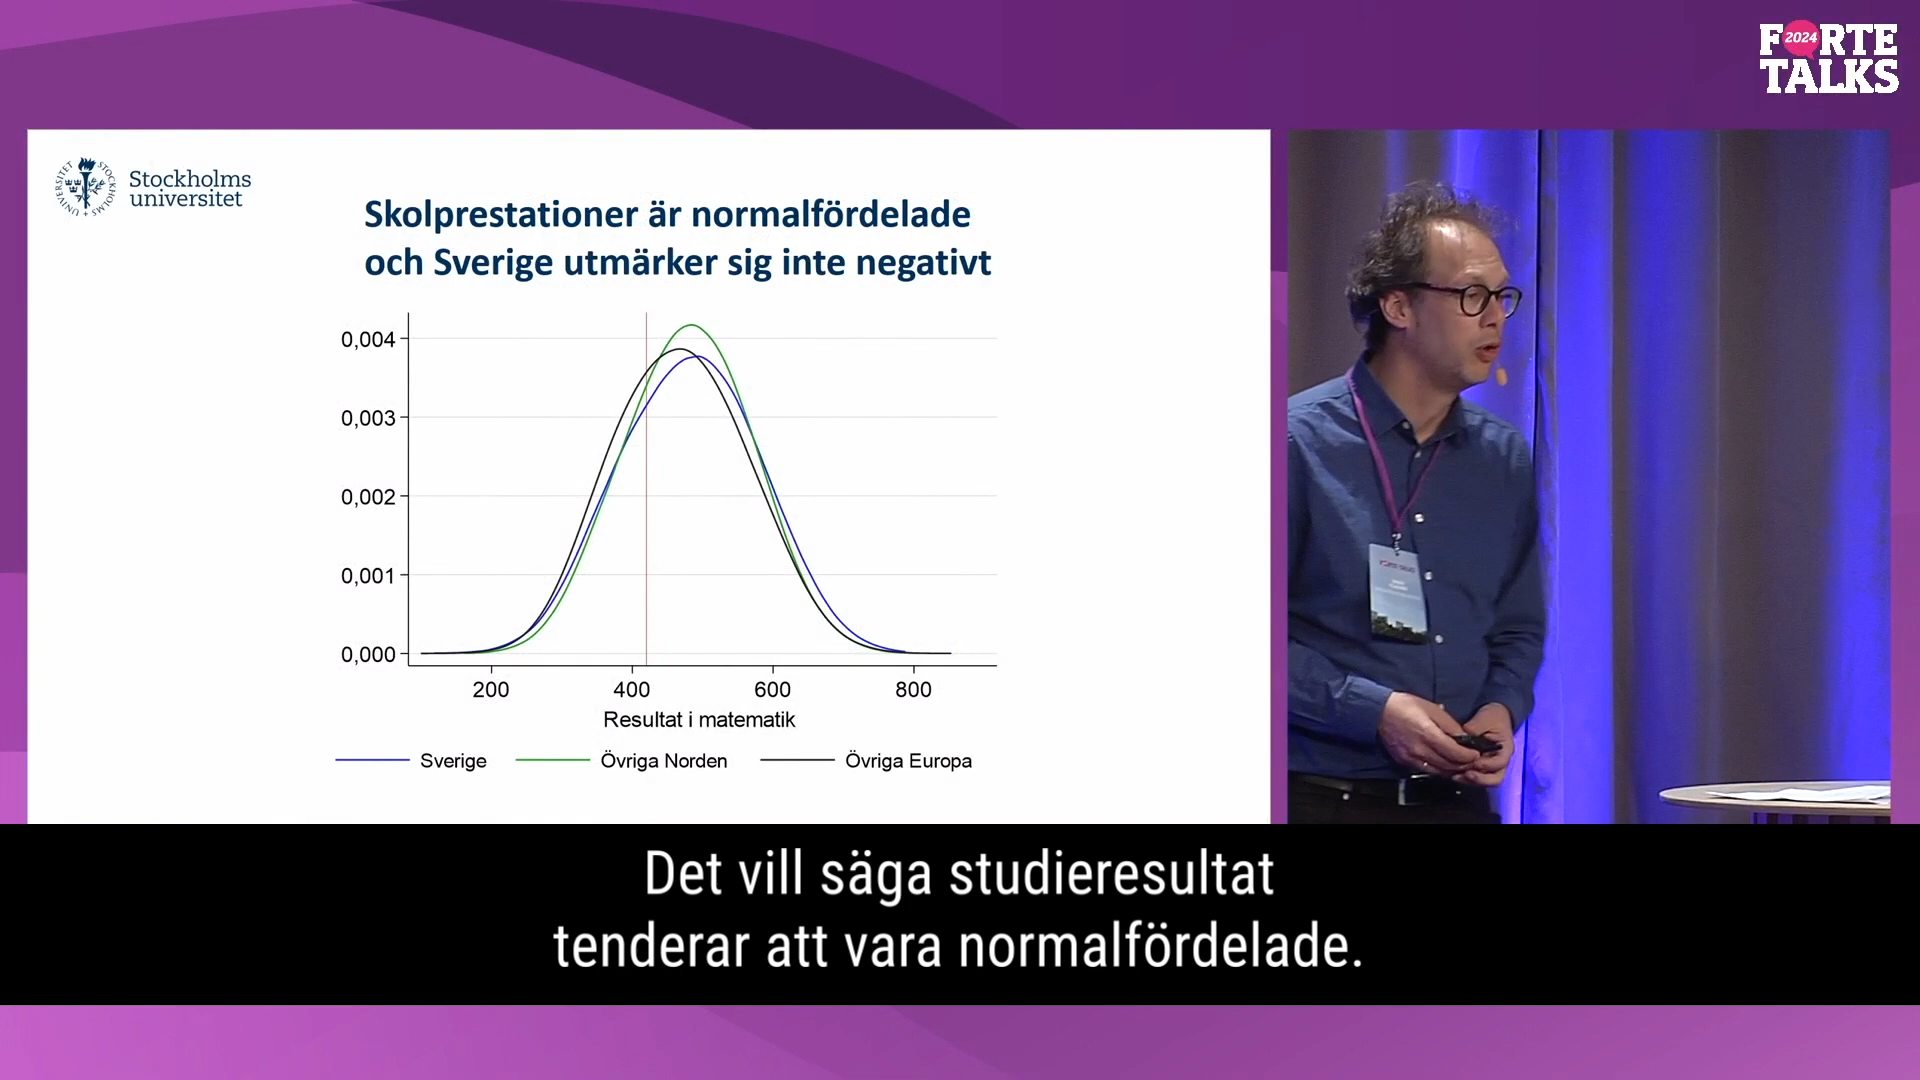 FORTE
2024
TALKS
Stockholms
universitet
Skolprestationer är normalfördelade
och Sverige utmärker sig inte negativt
0,004
0,003
0,002
0,001
0,000
200 400 600 800
Resultat i matematik
Sverige Övriga Norden Övriga Europa
Det vill säga studieresultat
tenderar att vara normalfördelade.